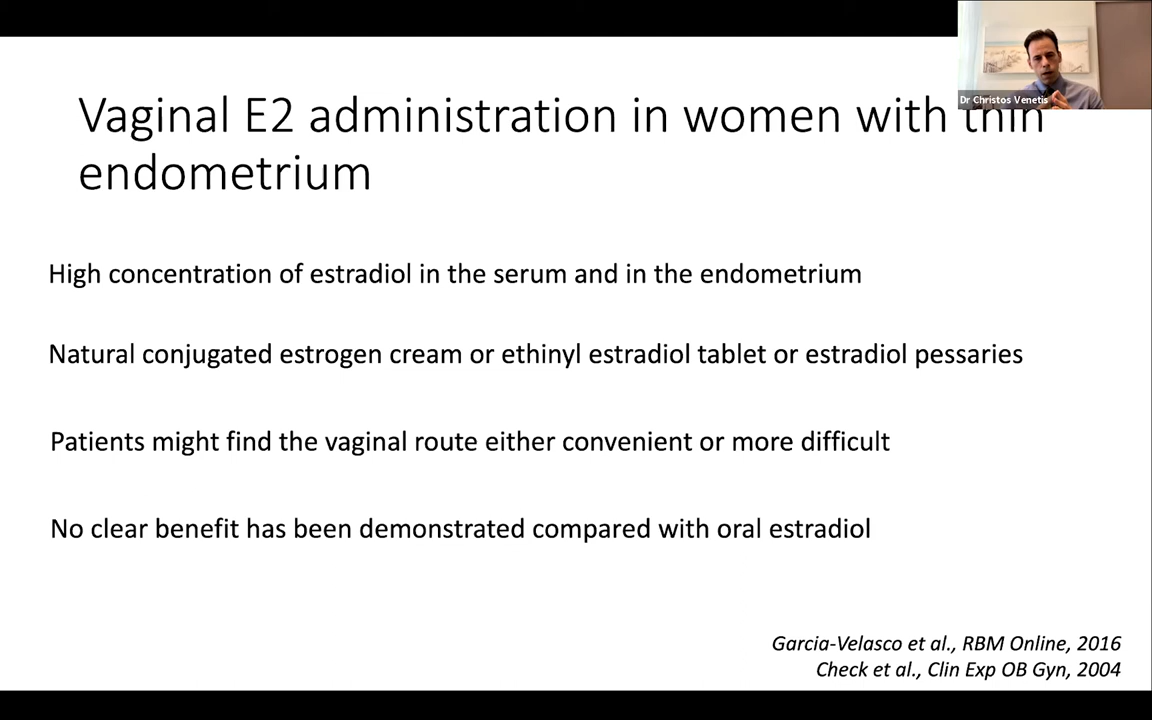 Dr Christos Venetis
Vaginal E2 administration in women with thin
endometrium
High concentration of estradiol in the serum and in the endometrium
Natural conjugated estrogen cream or ethinyl estradiol tablet or estradiol pessaries
Patients might find the vaginal route either convenient or more difficult
No clear benefit has been demonstrated compared with oral estradiol
Garcia-Velasco et al., RBM Online, 2016
Check et al., Clin Exp OB Gyn, 2004